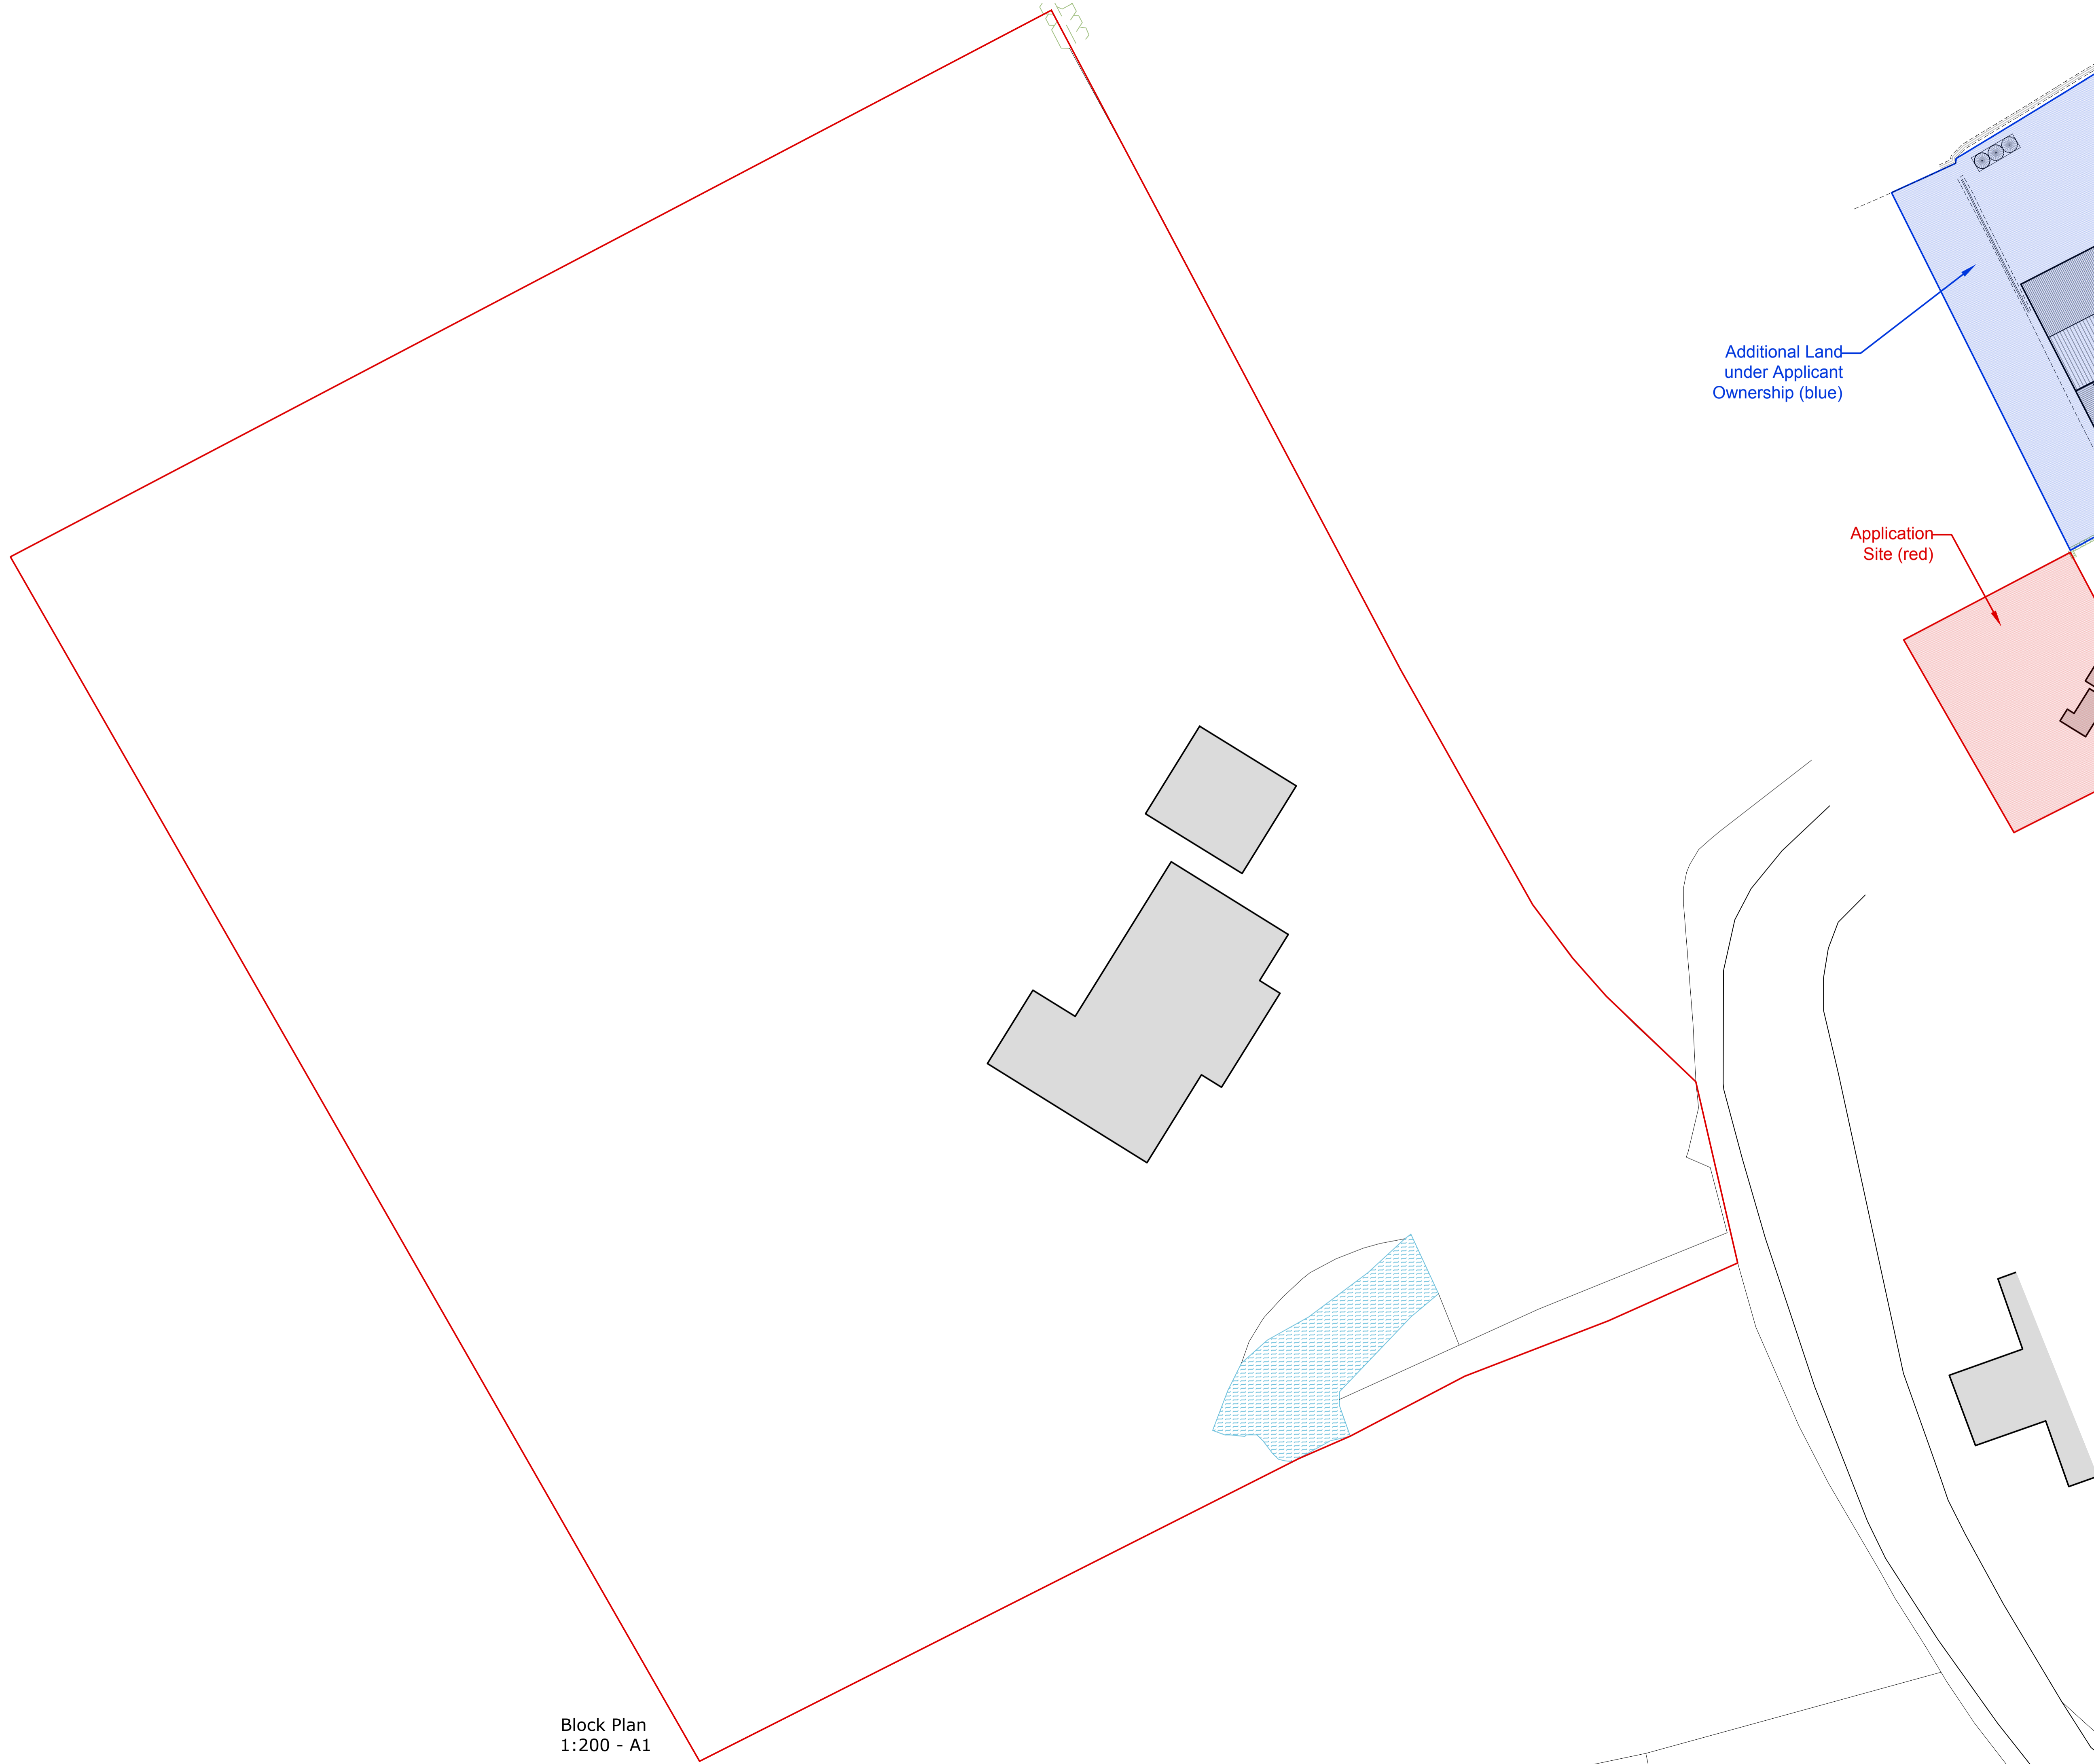 Additional Land
under Applicant
Ownership (blue)
Application
Site (red)
Block Plan
1:200 - A1